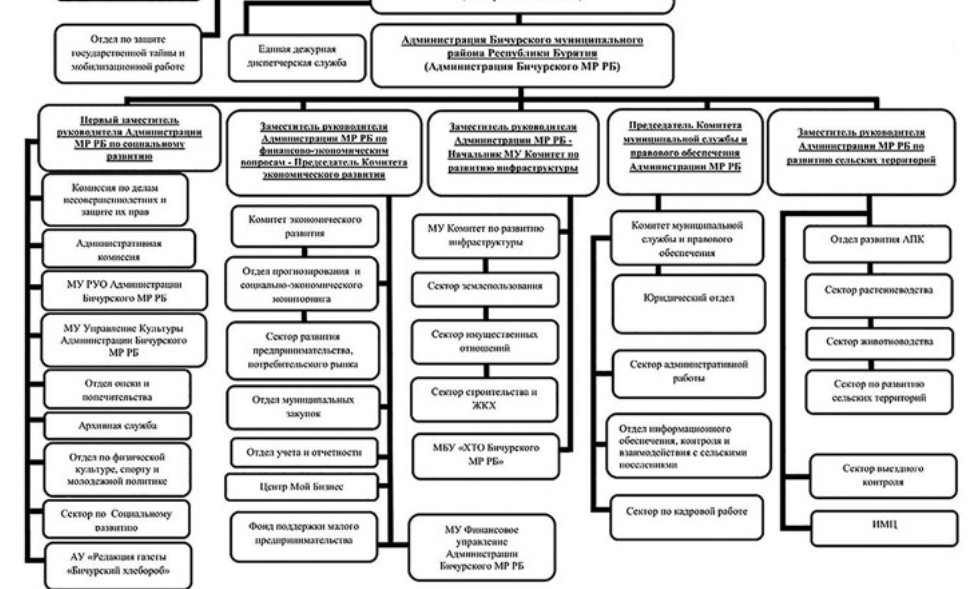 Отдел по защите
государственной тайны и
мобилизационной работе
Единая дежурная
диспетчерская служба
Администрация Бичурского муниципального
района Республики Бурятия
(Администрация Бичурского МР РБ)
Первый заместитель
руководителя Администрации
МР РБ по социальному
развитию
Комиссия по делам
несовершеннолетних и
защите их прав
Административная
комиссия
МУ РУО Администрации
Бичурского МР РБ
МУ Управление Культуры
Администрации Бичурского
МР РБ
Отдел опеки и
попечительства
Архивная служба
Отдел по физической
культуре, спорту и
молодежной политике
Сектор по Социальному
развитию
АУ «Редакция газеты
«Бичурский хлебороб»
Заместитель руководителя
Администрации МР РБ по
финансово-экономическим
вопросам - Председатель Комитета
экономического развития
Комитет экономического
развития
Отдел прогнозирования и
социально-экономического
мониторинга
Сектор развития
предпринимательства,
потребительского рынка
Отдел муниципальных
закупок
Отдел учета и отчетности
Центр Мой Бизнес
Фонд поддержки малого
предпринимательства
МУ Финансовое
управление
Администрации
Бичурского МР РБ
Заместитель руководителя
Администрации МР РБ -
Начальник МУ Комитет по
развитию инфраструктуры
МУ Комитет по развитию
инфраструктуры
Сектор землепользования
Сектор имущественных
отношений
Сектор строительства и
ЖКХ
МБУ «ХТО Бичурского
МР РБ»
Председатель Комитета
муниципальной службы и
правового обеспечения
Администрации МР РБ
Комитет муниципальной
службы и правового
обеспечения
Юридический отдел
Сектор административной
работы
Отдел информационного
обеспечения, контроля и
взаимодействия с сельскими
поселениями
Сектор по кадровой работе
Заместитель руководителя
Администрации МР РБ по
развитию сельских территорий
Отдел развития АПК
Сектор растениеводства
Сектор животноводства
Сектор по развитию
сельских территорий
Сектор выездного
контроля
ИМЦ